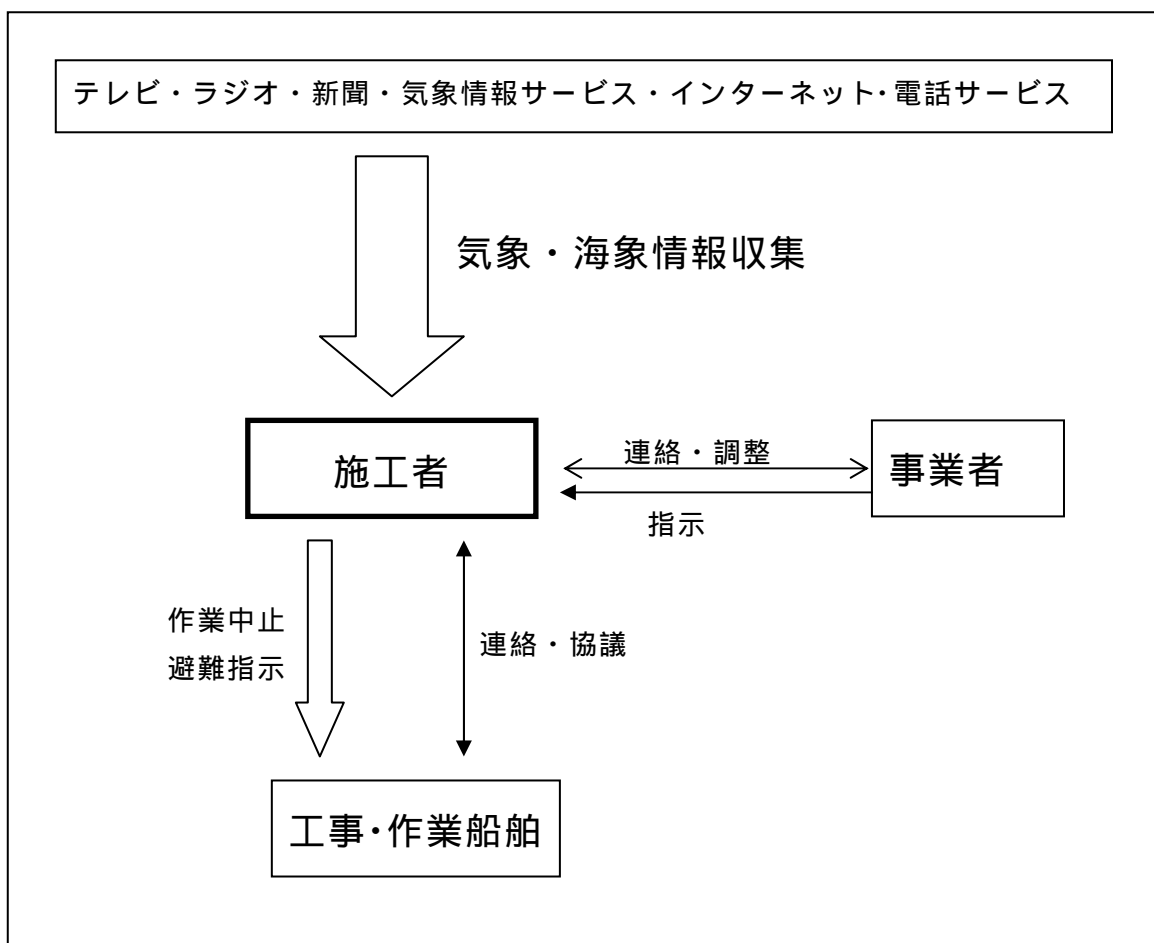 テレビ・ラジオ・新聞・気象情報サービス・インターネット・電話サービス
気象・海象情報収集
施工者
連絡・調整
事業者
指示
作業中止
避難指示
連絡・協議
工事・作業船舶